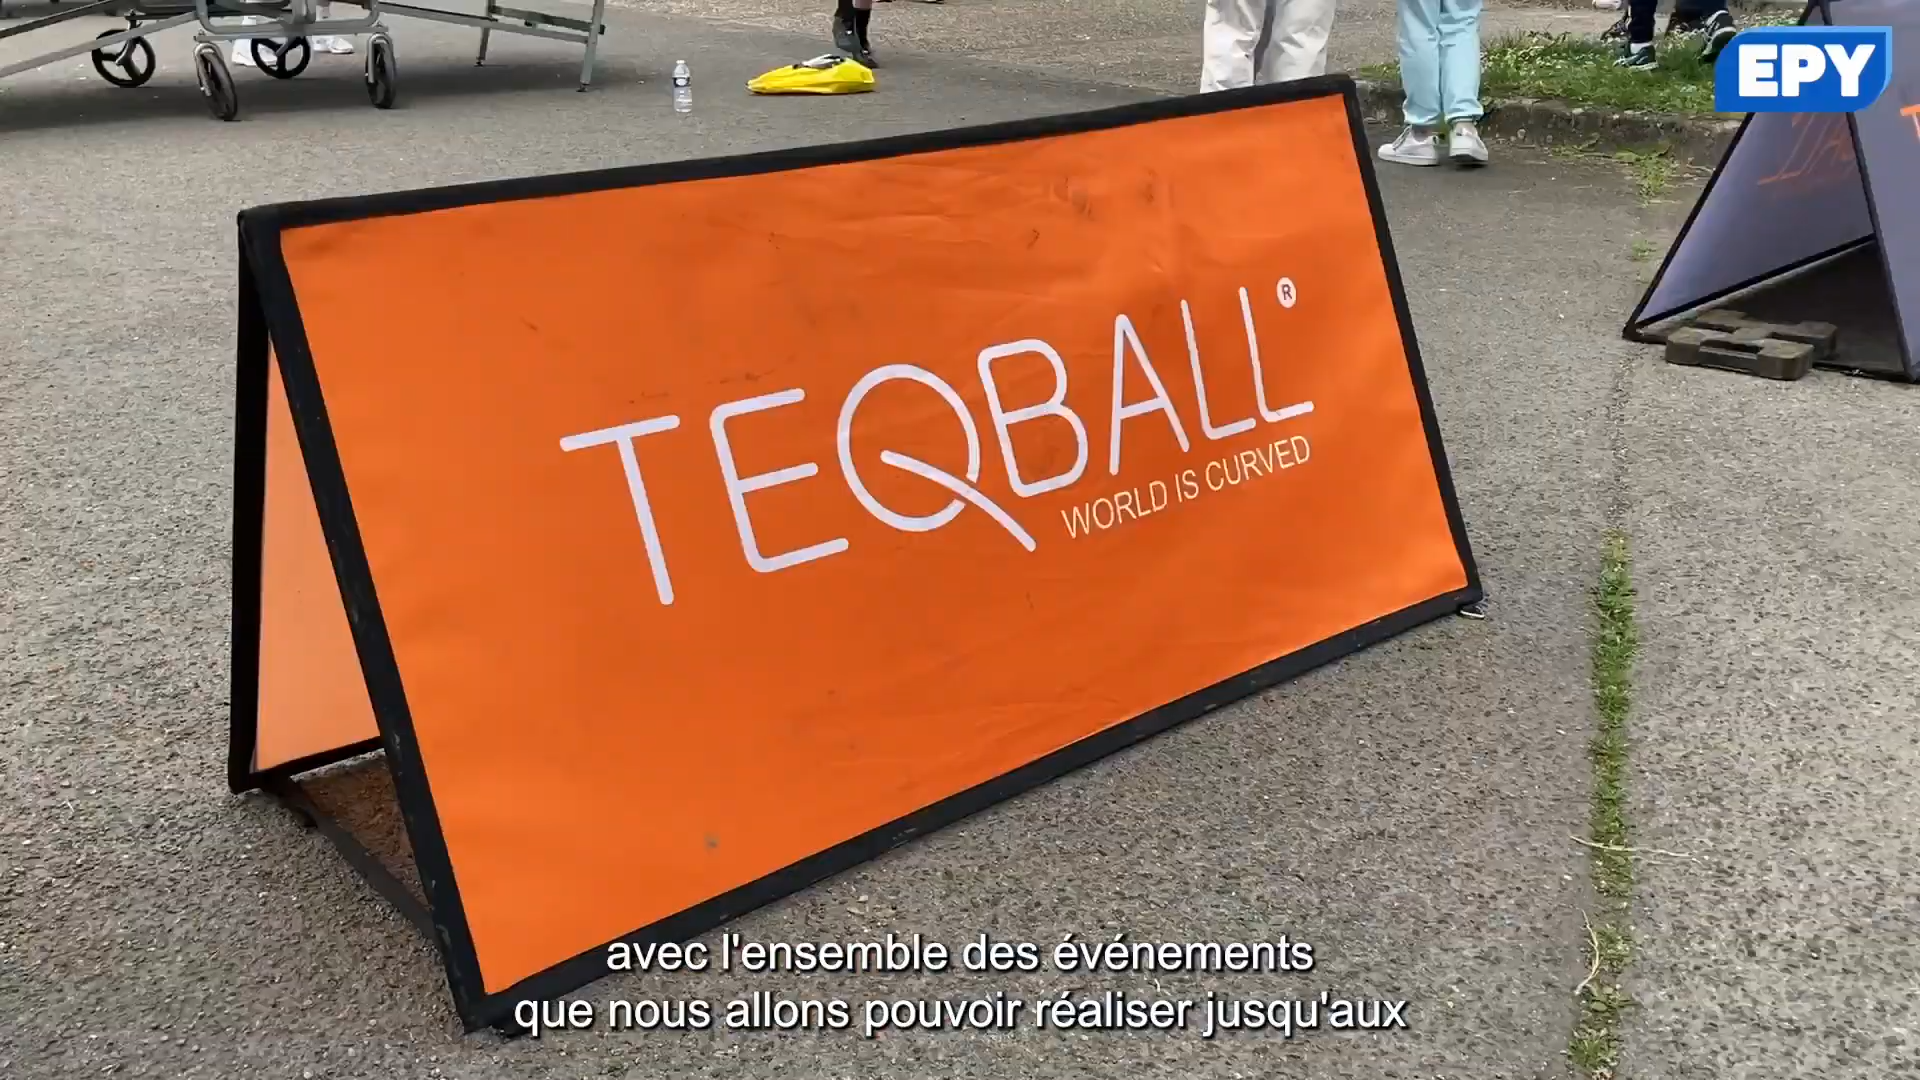 EPY
TEQBALL®
WORLD IS CURVED
avec l'ensemble des événements
que nous allons pouvoir réaliser jusqu'aux